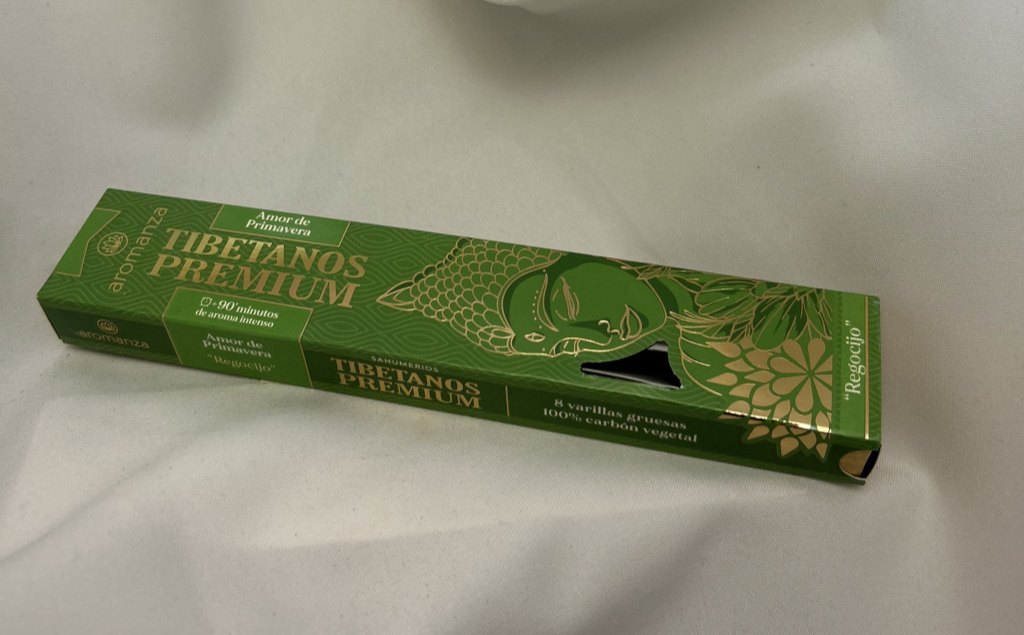 aromanza
Amor de
Primavera
TIBETANOS
PREMIUM
+90'minutos
de aroma intenso
"Regocijo"
aromanza
Amor de
Primavera
"Regocijo"
SAHUMERIOS
TIBETANOS
PREMIUM
8 varillas gruesas
100% carbón vegetal